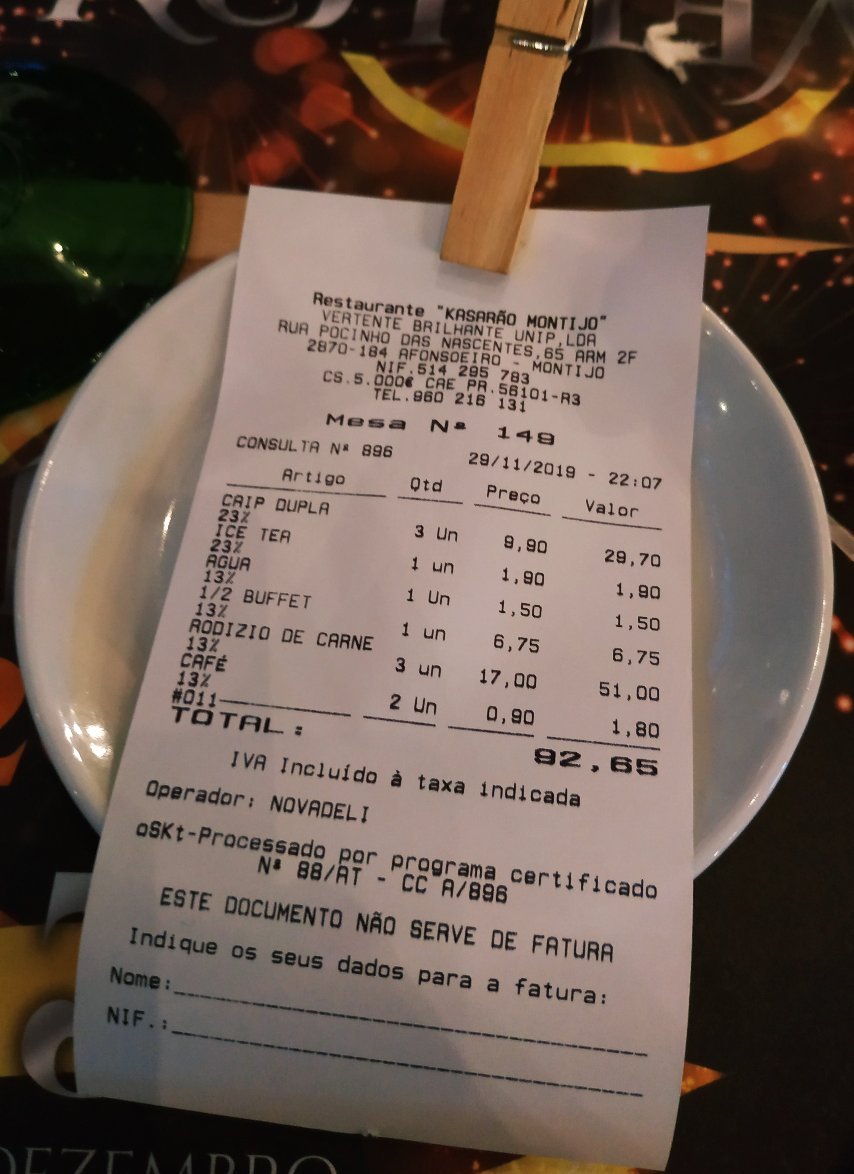 Restaurante "KASARÃO MONTIJO"
VERTENTE BRILHANTE UNIP,LDA
RUA POCINHO DAS NASCENTES,65 ARM 2F
2870-184 AFONSOEIRO - MONTIJO
NIF.514 295 783
CS.5.000€ CAE PR.56101-R3
TEL.960 216 131
Mesa Nª 149
CONSULTA Nª 896 29/11/2019 - 22:07
Artigo Qtd Preço Valor
CAIP DUPLA
23% 3 Un 9,90 29,70
ICE TEA
23% 1 un 1,90 1,90
AGUA
13% 1 Un 1,50 1,50
1/2 BUFFET
13% 1 un 6,75 6,75
RODIZIO DE CARNE
13% 3 un 17,00 51,00
CAFÉ
13% 2 Un 0,90 1,80
#011
TOTAL: 92,65
IVA Incluído à taxa indicada
Operador: NOVADELI
oSKt-Processado por programa certificado
Nª 88/AT - CC A/896
ESTE DOCUMENTO NÃO SERVE DE FATURA
Indique os seus dados para a fatura:
Nome:
NIF.:
DEZEMBRO